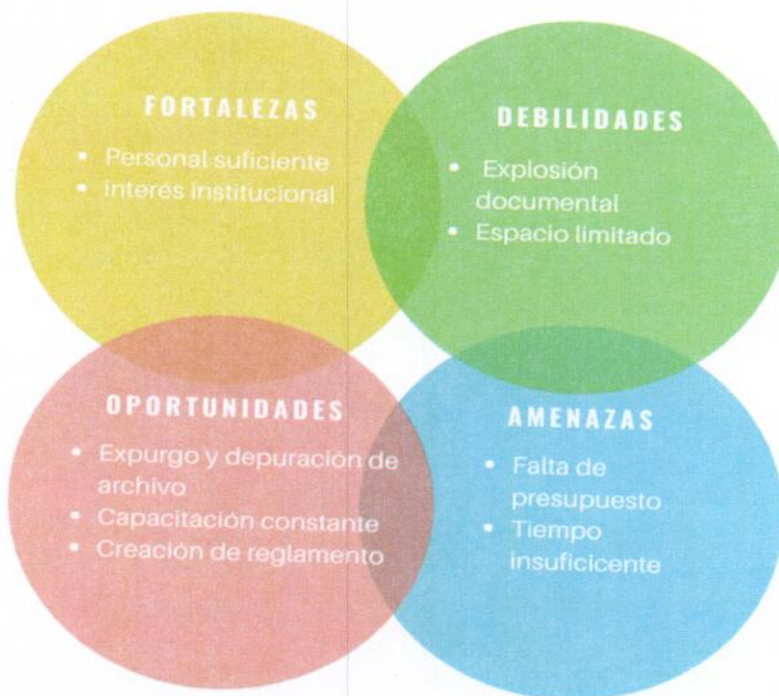 FORTALEZAS
• Personal suficiente
• interés institucional
DEBILIDADES
• Explosión
documental
• Espacio limitado
OPORTUNIDADES
• Expurgo y depuración de
archivo
• Capacitación constante
• Creación de reglamento
AMENAZAS
• Falta de
presupuesto
• Tiempo
insuficicente